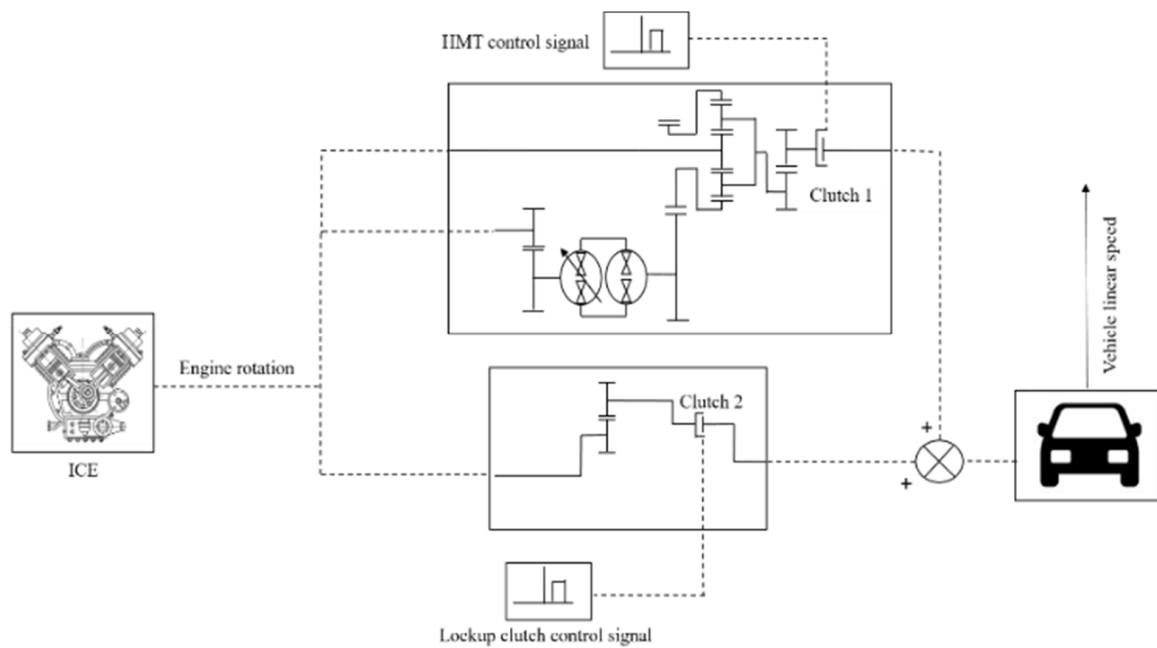 HMT control signal
Clutch 1
Vehicle linear speed
Engine rotation
Clutch 2
+
ICE
+
Lockup clutch control signal